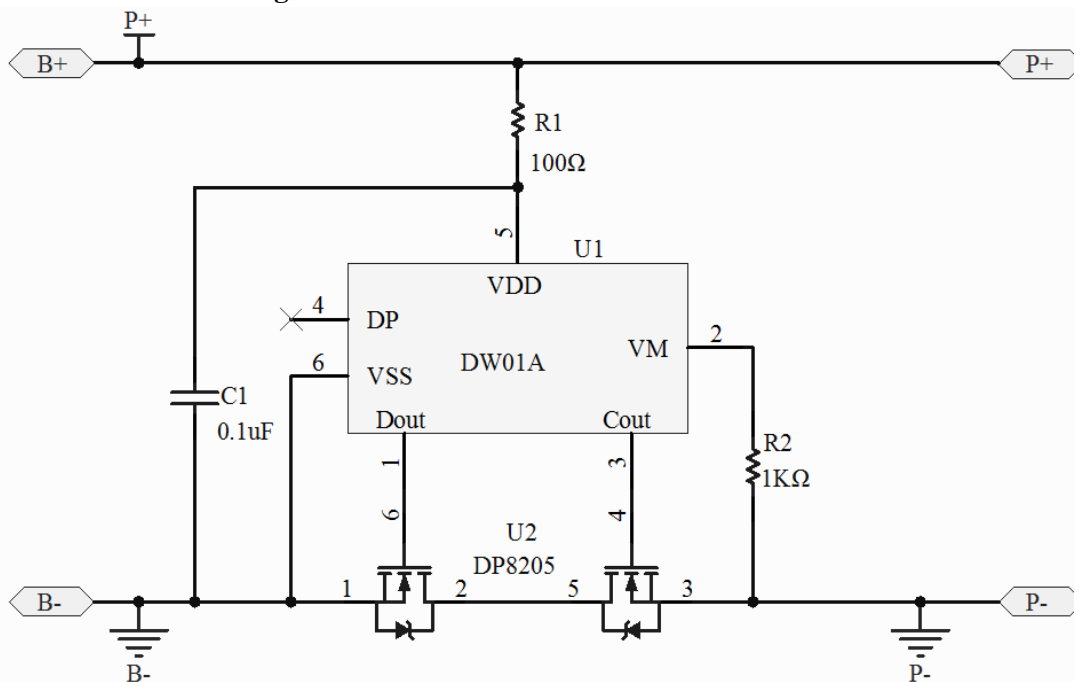 P+
B+
P+
R1
100Ω
5
U1
VDD
4
DP
VM
2
DW01A
6
VSS
C1
0.1uF
Dout
Cout
R2
1KΩ
1
3
6
4
U2
DP8205
B-
1
2
5
3
P-
B-
P-